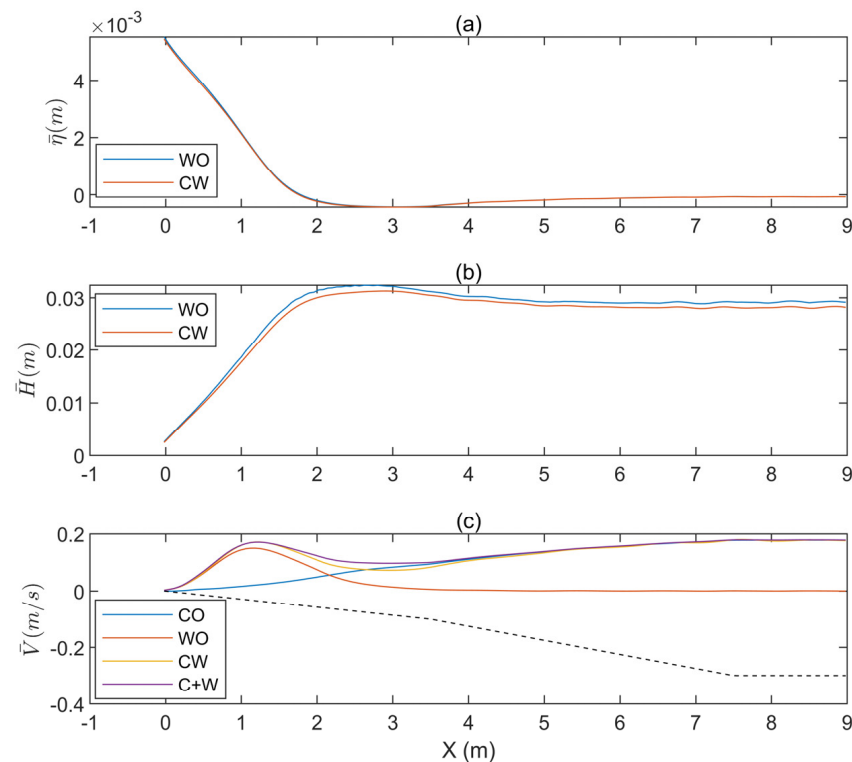 ×10⁻³
(a)
4
2
0
η̄(m)
WO
CW
-1 0 1 2 3 4 5 6 7 8 9
(b)
0.03
0.02
0.01
0
H̄(m)
WO
CW
-1 0 1 2 3 4 5 6 7 8 9
(c)
0.2
0
-0.2
-0.4
V̄(m/s)
CO
WO
CW
C+W
-1 0 1 2 3 4 5 6 7 8 9
X (m)